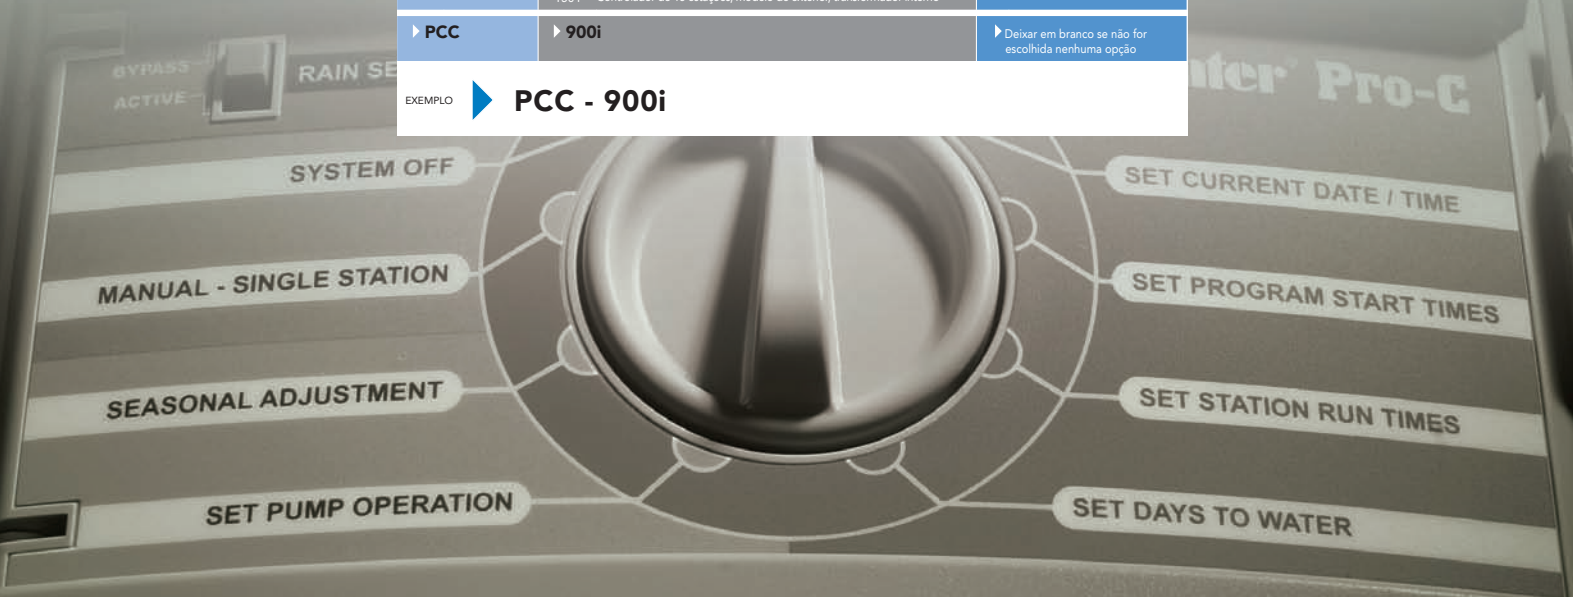 PCC
900i
Deixar em branco se não for
escolhida nenhuma opção
EXEMPLO
PCC - 900i
BYPASS
ACTIVE
RAIN
Pro-C
SYSTEM OFF
MANUAL - SINGLE STATION
SEASONAL ADJUSTMENT
SET PUMP OPERATION
SET CURRENT DATE / TIME
SET PROGRAM START TIMES
SET STATION RUN TIMES
SET DAYS TO WATER